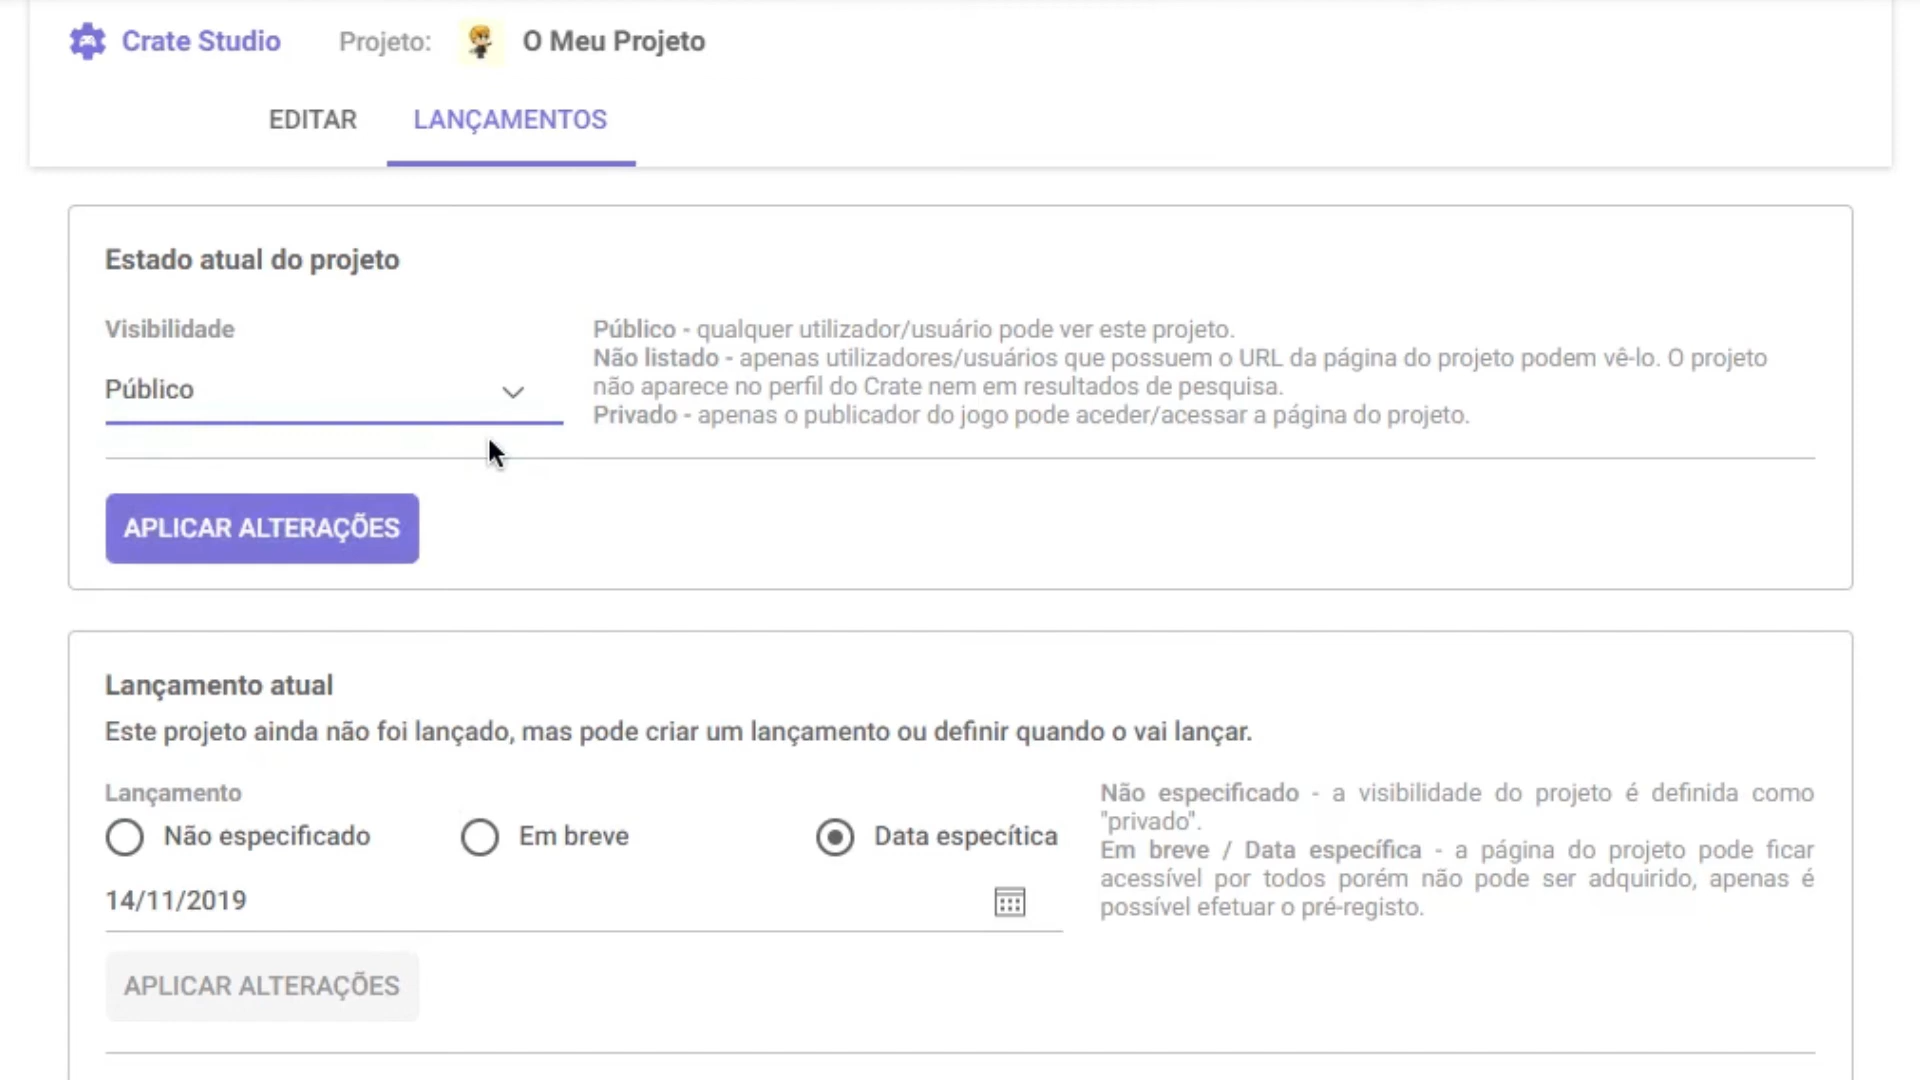 Crate Studio Projeto: O Meu Projeto
EDITAR LANÇAMENTOS
Estado atual do projeto
Visibilidade
Público
Público - qualquer utilizador/usuário pode ver este projeto.
Não listado - apenas utilizadores/usuários que possuem o URL da página do projeto podem vê-lo. O projeto
não aparece no perfil do Crate nem em resultados de pesquisa.
Privado - apenas o publicador do jogo pode aceder/acessar a página do projeto.
APLICAR ALTERAÇÕES
Lançamento atual
Este projeto ainda não foi lançado, mas pode criar um lançamento ou definir quando o vai lançar.
Lançamento
Não especificado Em breve Data especítica
14/11/2019
Não especificado - a visibilidade do projeto é definida como
"privado".
Em breve / Data específica - a página do projeto pode ficar
acessível por todos porém não pode ser adquirido, apenas é
possível efetuar o pré-registo.
APLICAR ALTERAÇÕES